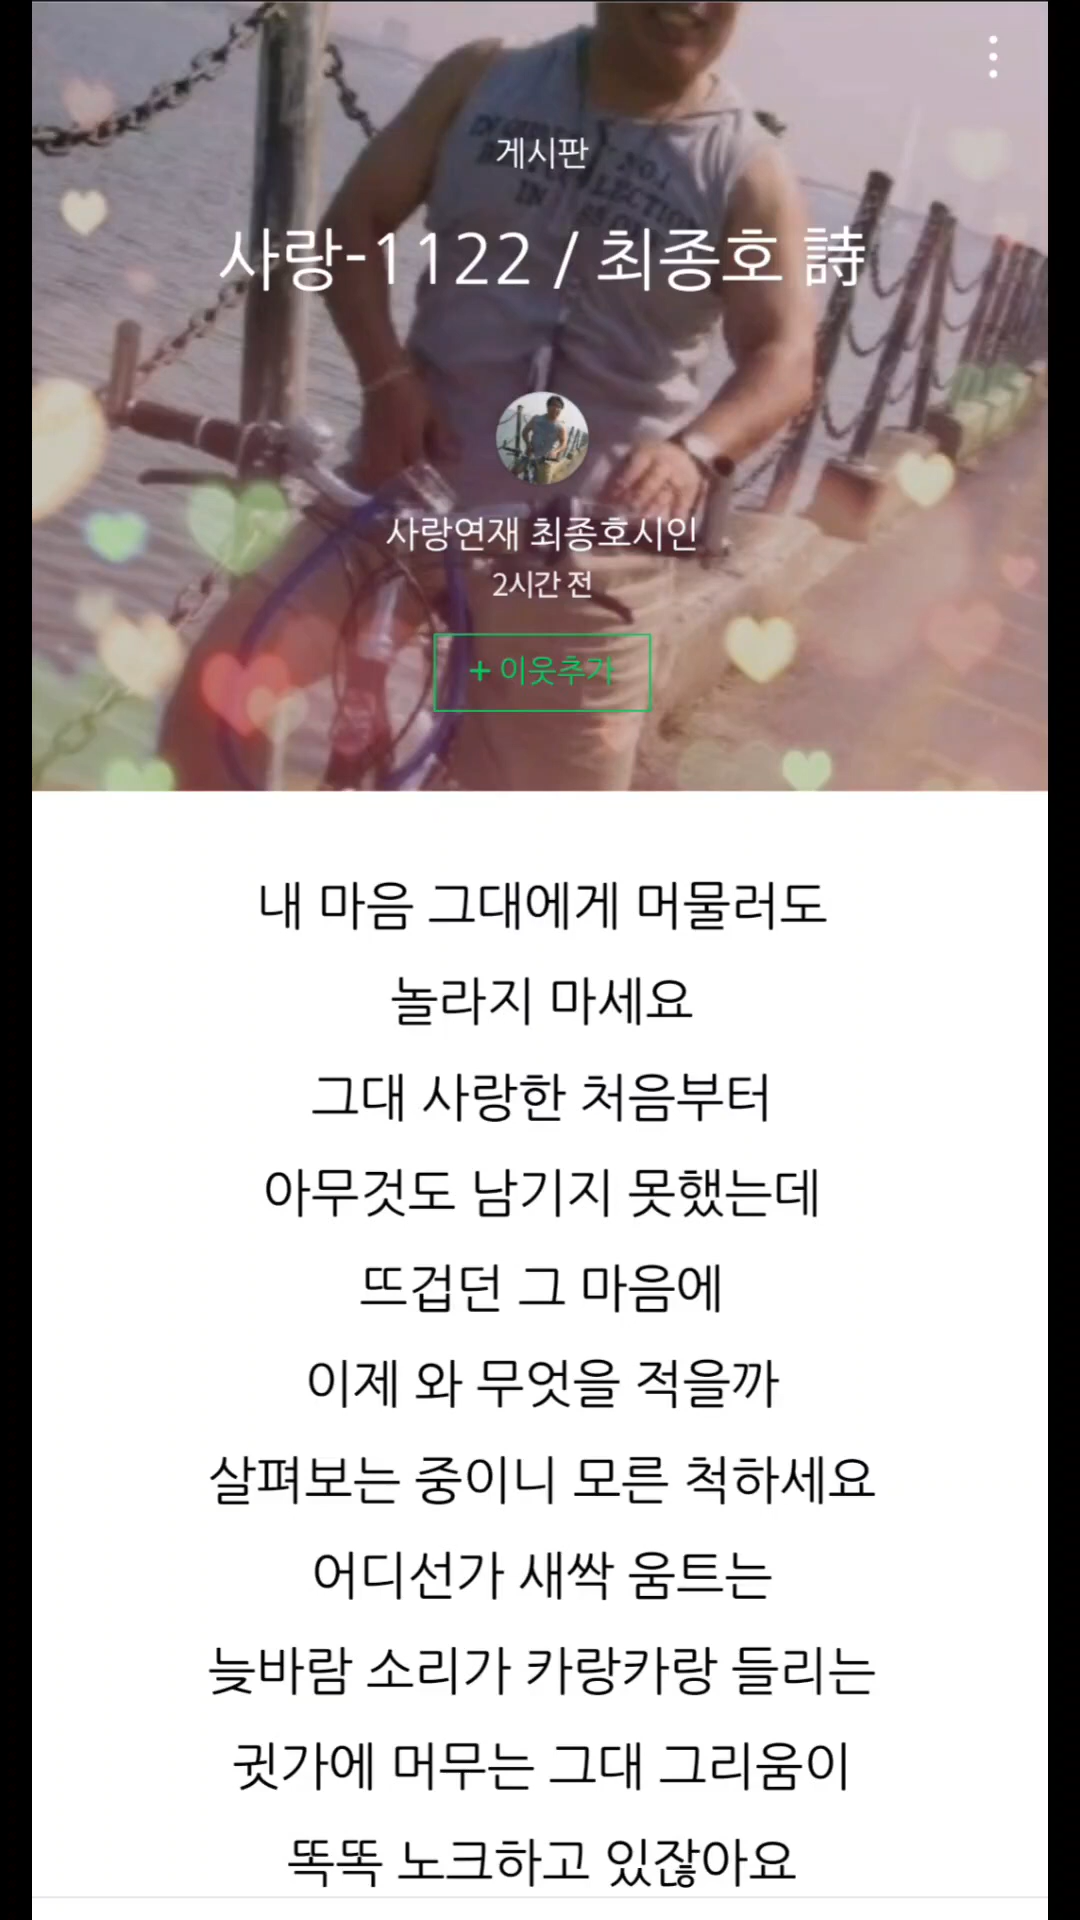 게시판
사랑-1122 / 최종호 詩
사랑연재 최종호시인
2시간 전
+ 이웃추가
내 마음 그대에게 머물러도
놀라지 마세요
그대 사랑한 처음부터
아무것도 남기지 못했는데
뜨겁던 그 마음에
이제 와 무엇을 적을까
살펴보는 중이니 모른 척하세요
어디선가 새싹 움트는
늦바람 소리가 카랑카랑 들리는
귓가에 머무는 그대 그리움이
똑똑 노크하고 있잖아요